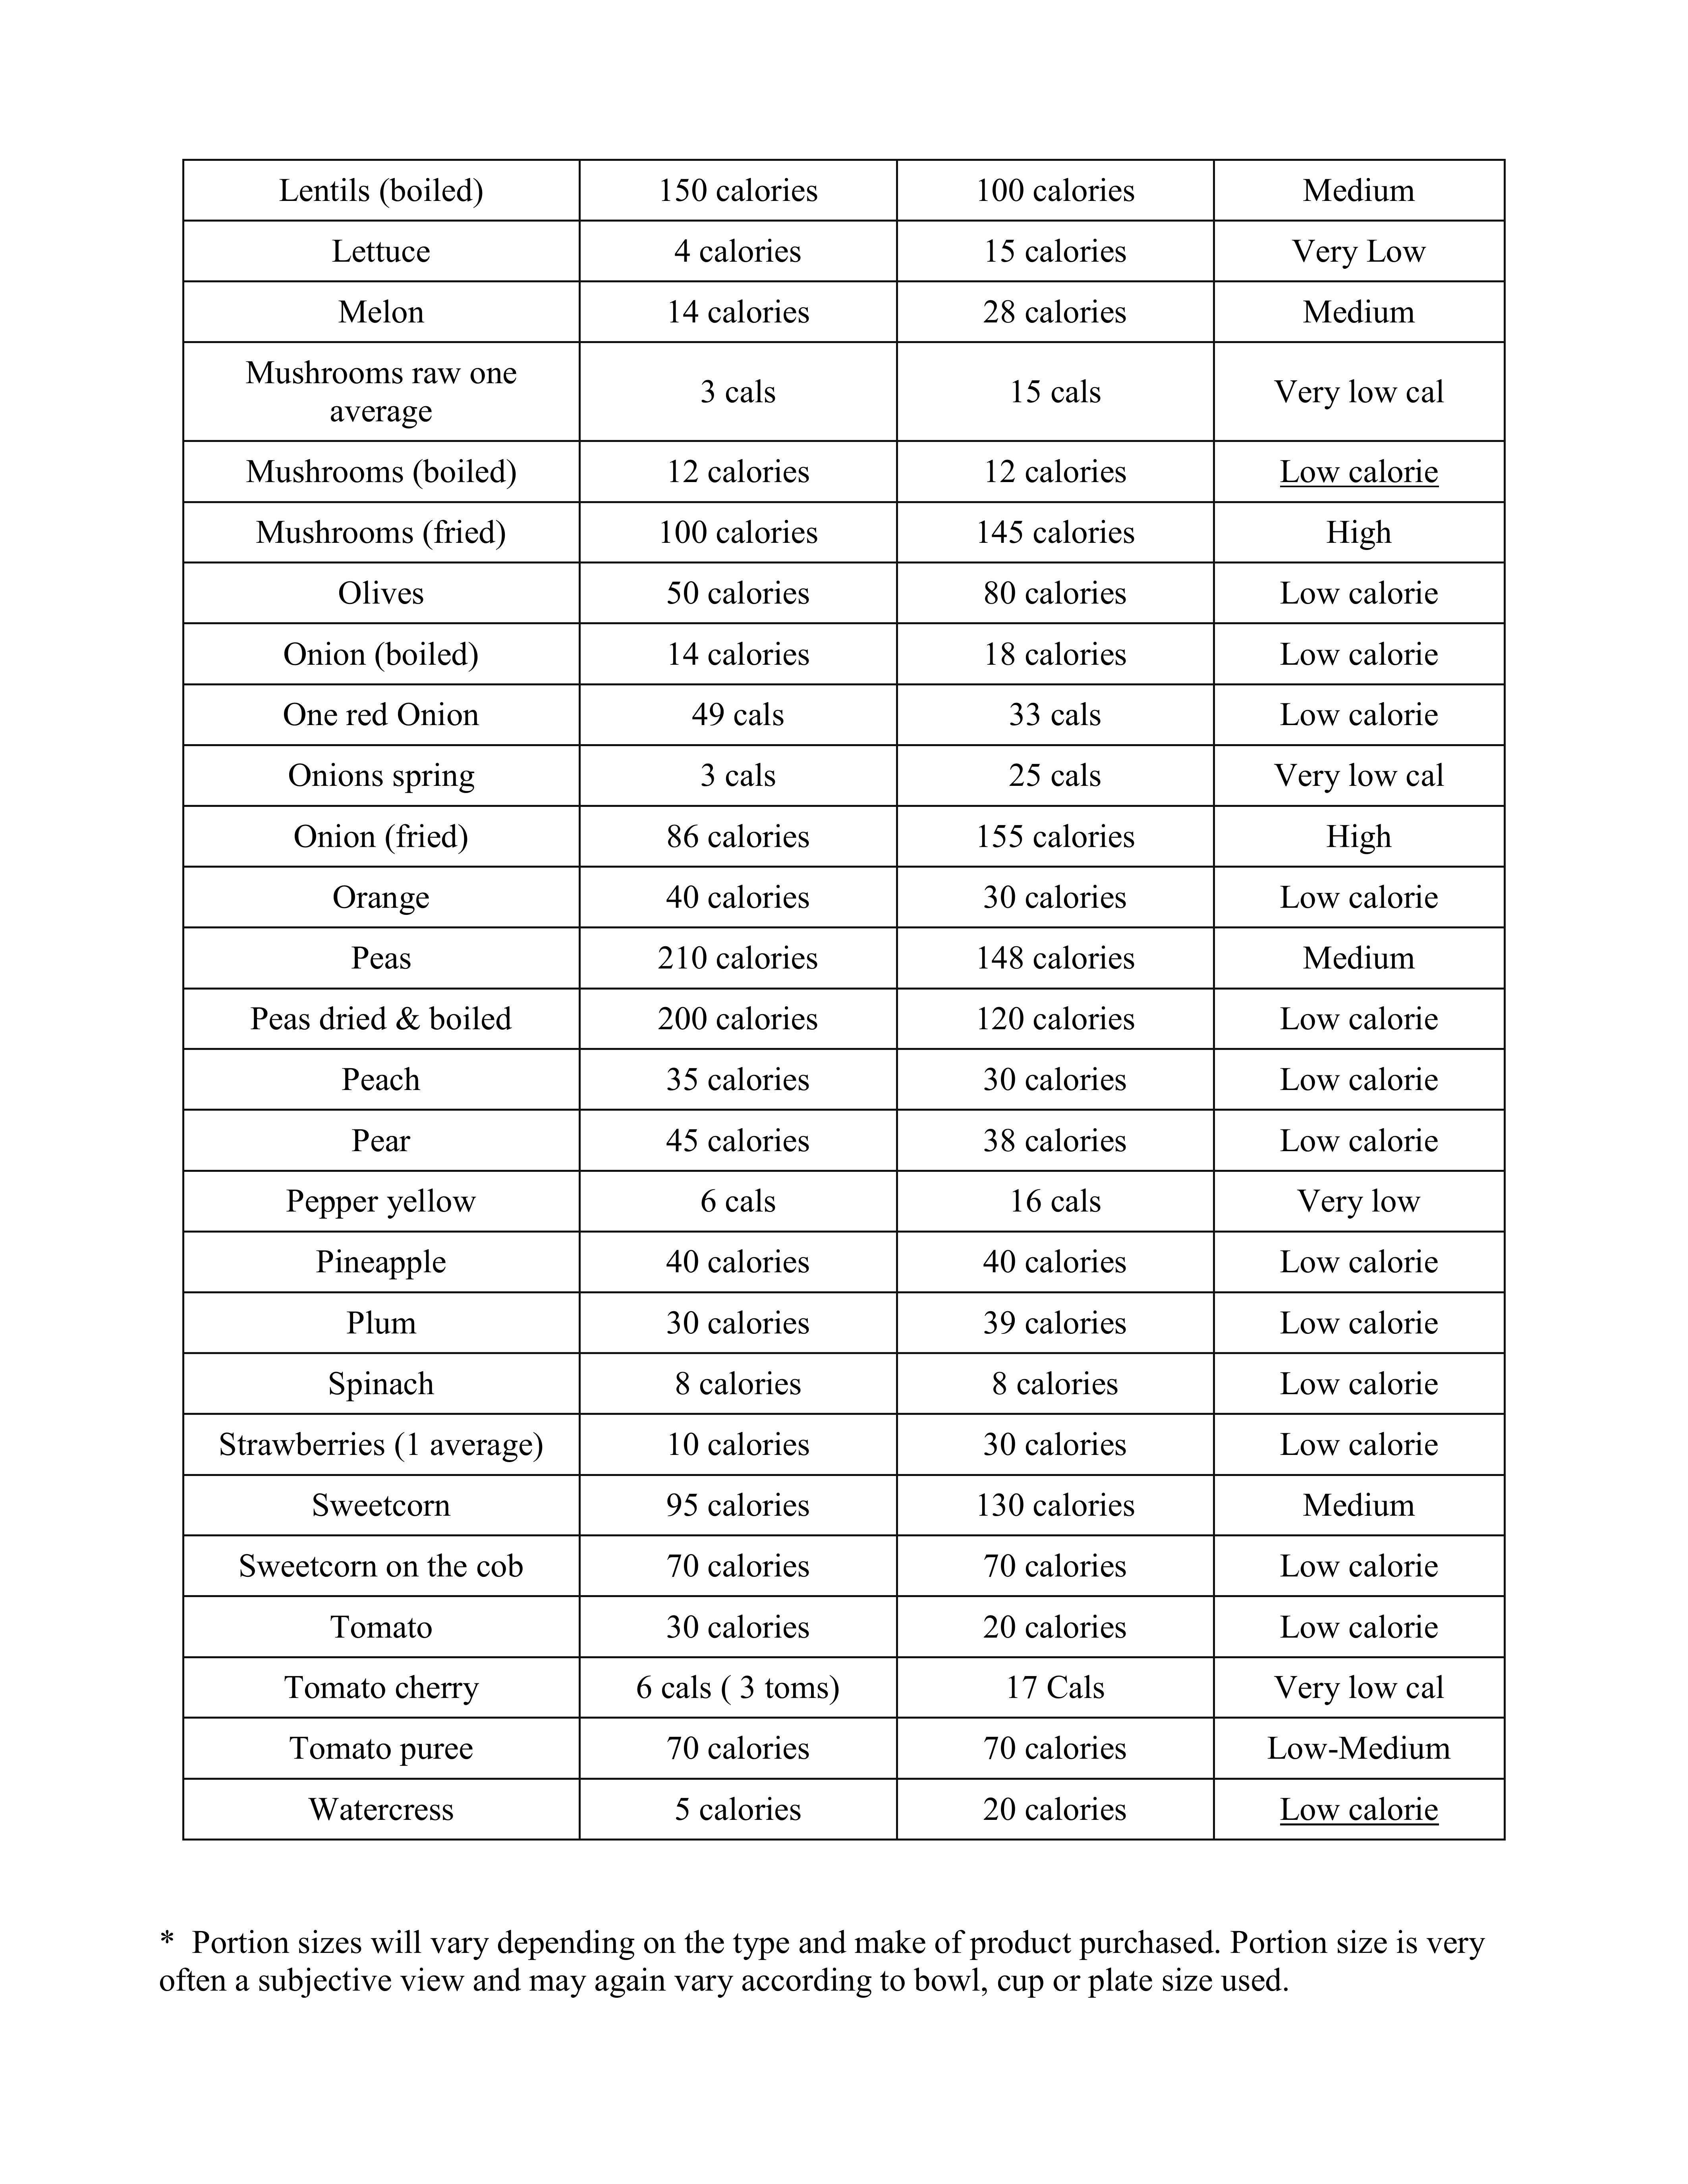 Lentils (boiled) 150 calories 100 calories Medium
Lettuce 4 calories 15 calories Very Low
Melon 14 calories 28 calories Medium
Mushrooms raw one
average 3 cals 15 cals Very low cal
Mushrooms (boiled) 12 calories 12 calories Low calorie
Mushrooms (fried) 100 calories 145 calories High
Olives 50 calories 80 calories Low calorie
Onion (boiled) 14 calories 18 calories Low calorie
One red Onion 49 cals 33 cals Low calorie
Onions spring 3 cals 25 cals Very low cal
Onion (fried) 86 calories 155 calories High
Orange 40 calories 30 calories Low calorie
Peas 210 calories 148 calories Medium
Peas dried & boiled 200 calories 120 calories Low calorie
Peach 35 calories 30 calories Low calorie
Pear 45 calories 38 calories Low calorie
Pepper yellow 6 cals 16 cals Very low
Pineapple 40 calories 40 calories Low calorie
Plum 30 calories 39 calories Low calorie
Spinach 8 calories 8 calories Low calorie
Strawberries (1 average) 10 calories 30 calories Low calorie
Sweetcorn 95 calories 130 calories Medium
Sweetcorn on the cob 70 calories 70 calories Low calorie
Tomato 30 calories 20 calories Low calorie
Tomato cherry 6 cals ( 3 toms) 17 Cals Very low cal
Tomato puree 70 calories 70 calories Low-Medium
Watercress 5 calories 20 calories Low calorie
* Portion sizes will vary depending on the type and make of product purchased. Portion size is very
often a subjective view and may again vary according to bowl, cup or plate size used.